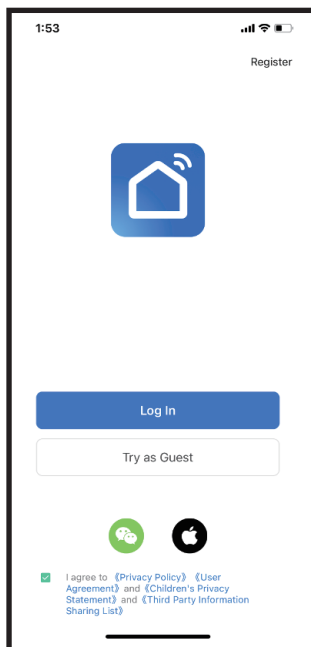 1:53
Register
Log In
Try as Guest
I agree to 《Privacy Policy》 《User
Agreement》 and 《Children's Privacy
Statement》 and 《Third Party Information
Sharing List》